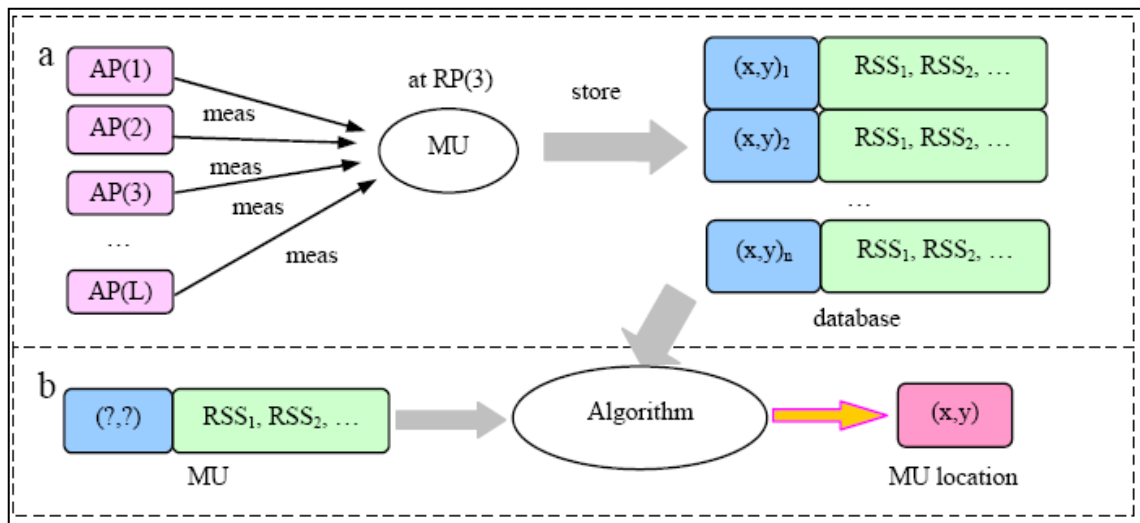 a
AP(1)
AP(2)
AP(3)
…
AP(L)
meas
meas
meas
meas
at RP(3)
MU
store
(x,y)₁ RSS₁, RSS₂, …
(x,y)₂ RSS₁, RSS₂, …
…
(x,y)ₙ RSS₁, RSS₂, …
database
b
(?,?) RSS₁, RSS₂, …
MU
Algorithm
(x,y)
MU location